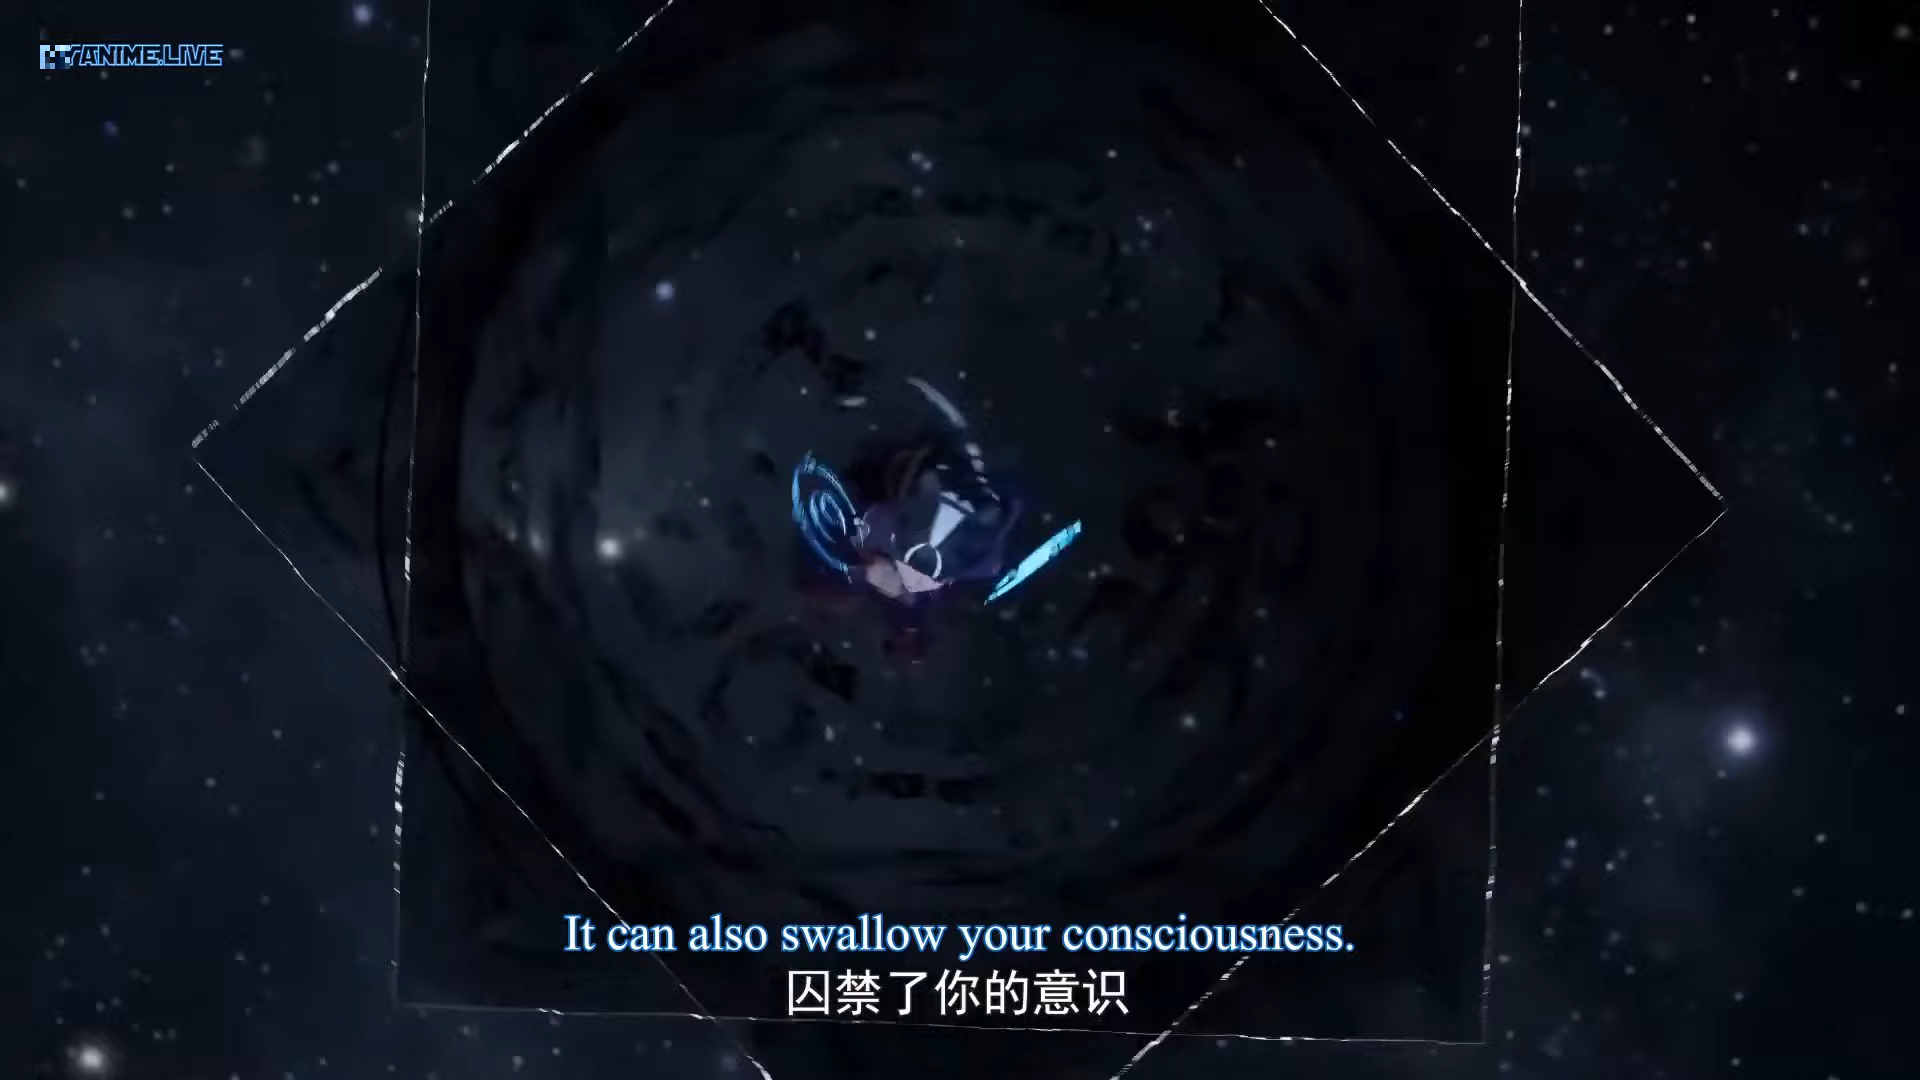 ANIME.LIVE
It can also swallow your consciousness.
囚禁了你的意识